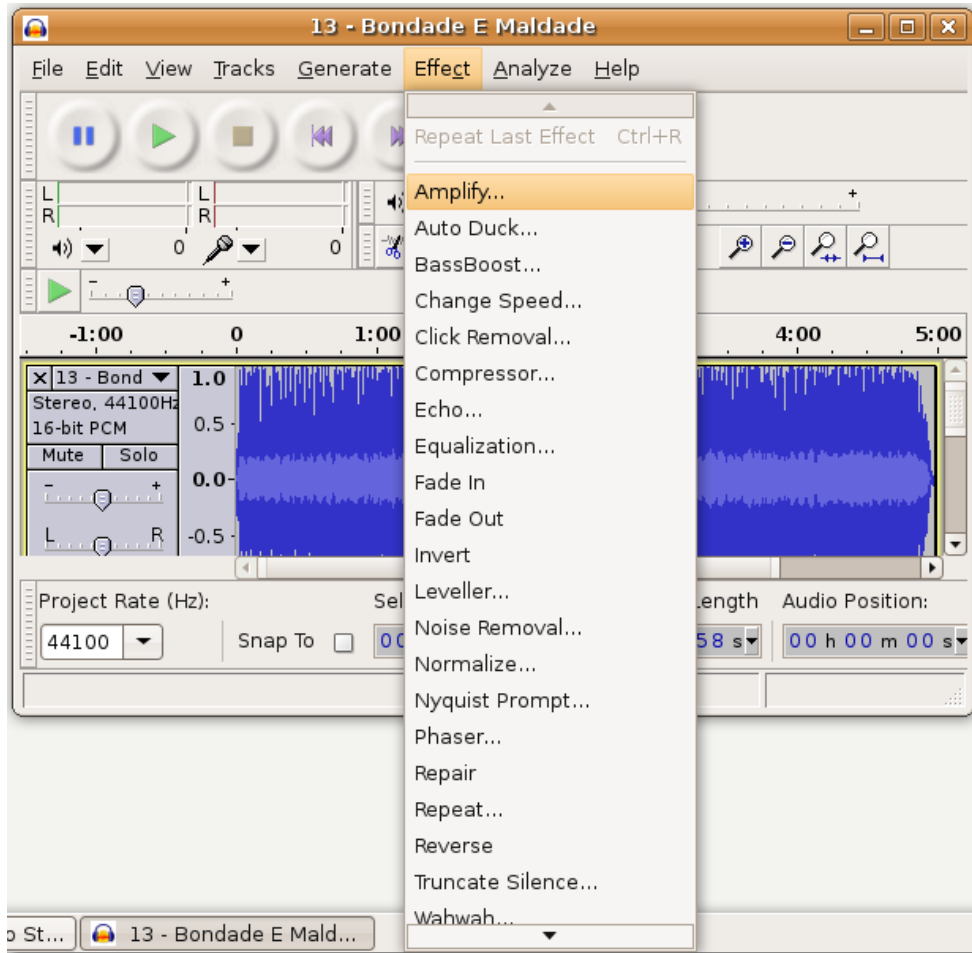 13 - Bondade E Maldade
File Edit View Tracks Generate Effect Analyze Help
Repeat Last Effect Ctrl+R
Amplify...
Auto Duck...
BassBoost...
Change Speed...
Click Removal...
Compressor...
Echo...
Equalization...
Fade In
Fade Out
Invert
Leveller...
Noise Removal...
Normalize...
Nyquist Prompt...
Phaser...
Repair
Repeat...
Reverse
Truncate Silence...
Wahwah...
L
R
0
L
R
0
- +
-1:00 0 1:00 4:00 5:00
13 - Bond
Stereo, 44100Hz
16-bit PCM
Mute Solo
- +
L R
1.0
0.5
0.0
-0.5
Project Rate (Hz):
44100
Snap To
Audio Position:
58 s
00 h 00 m 00 s
St...
13 - Bondade E Mald...